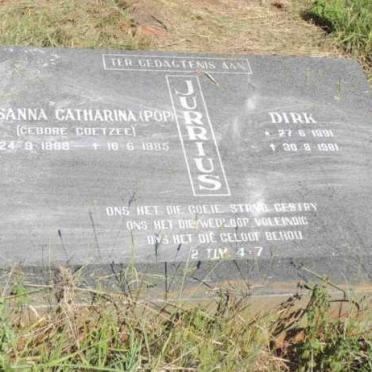 TER GEDAGTENIS AAN
JURRIUS
SANNA CATHARINA (POP)
(GEBORE COETZEE)
24·9·1888 - † 16·6·1985
DIRK
* 27·6·1891
† 30·8·1981
ONS HET DIE GOEIE STRYD GESTRY
ONS HET DIE WEDLOOP VOLEINDIG
ONS HET DIE GELOOF BEHOU
2 TIM 4·7